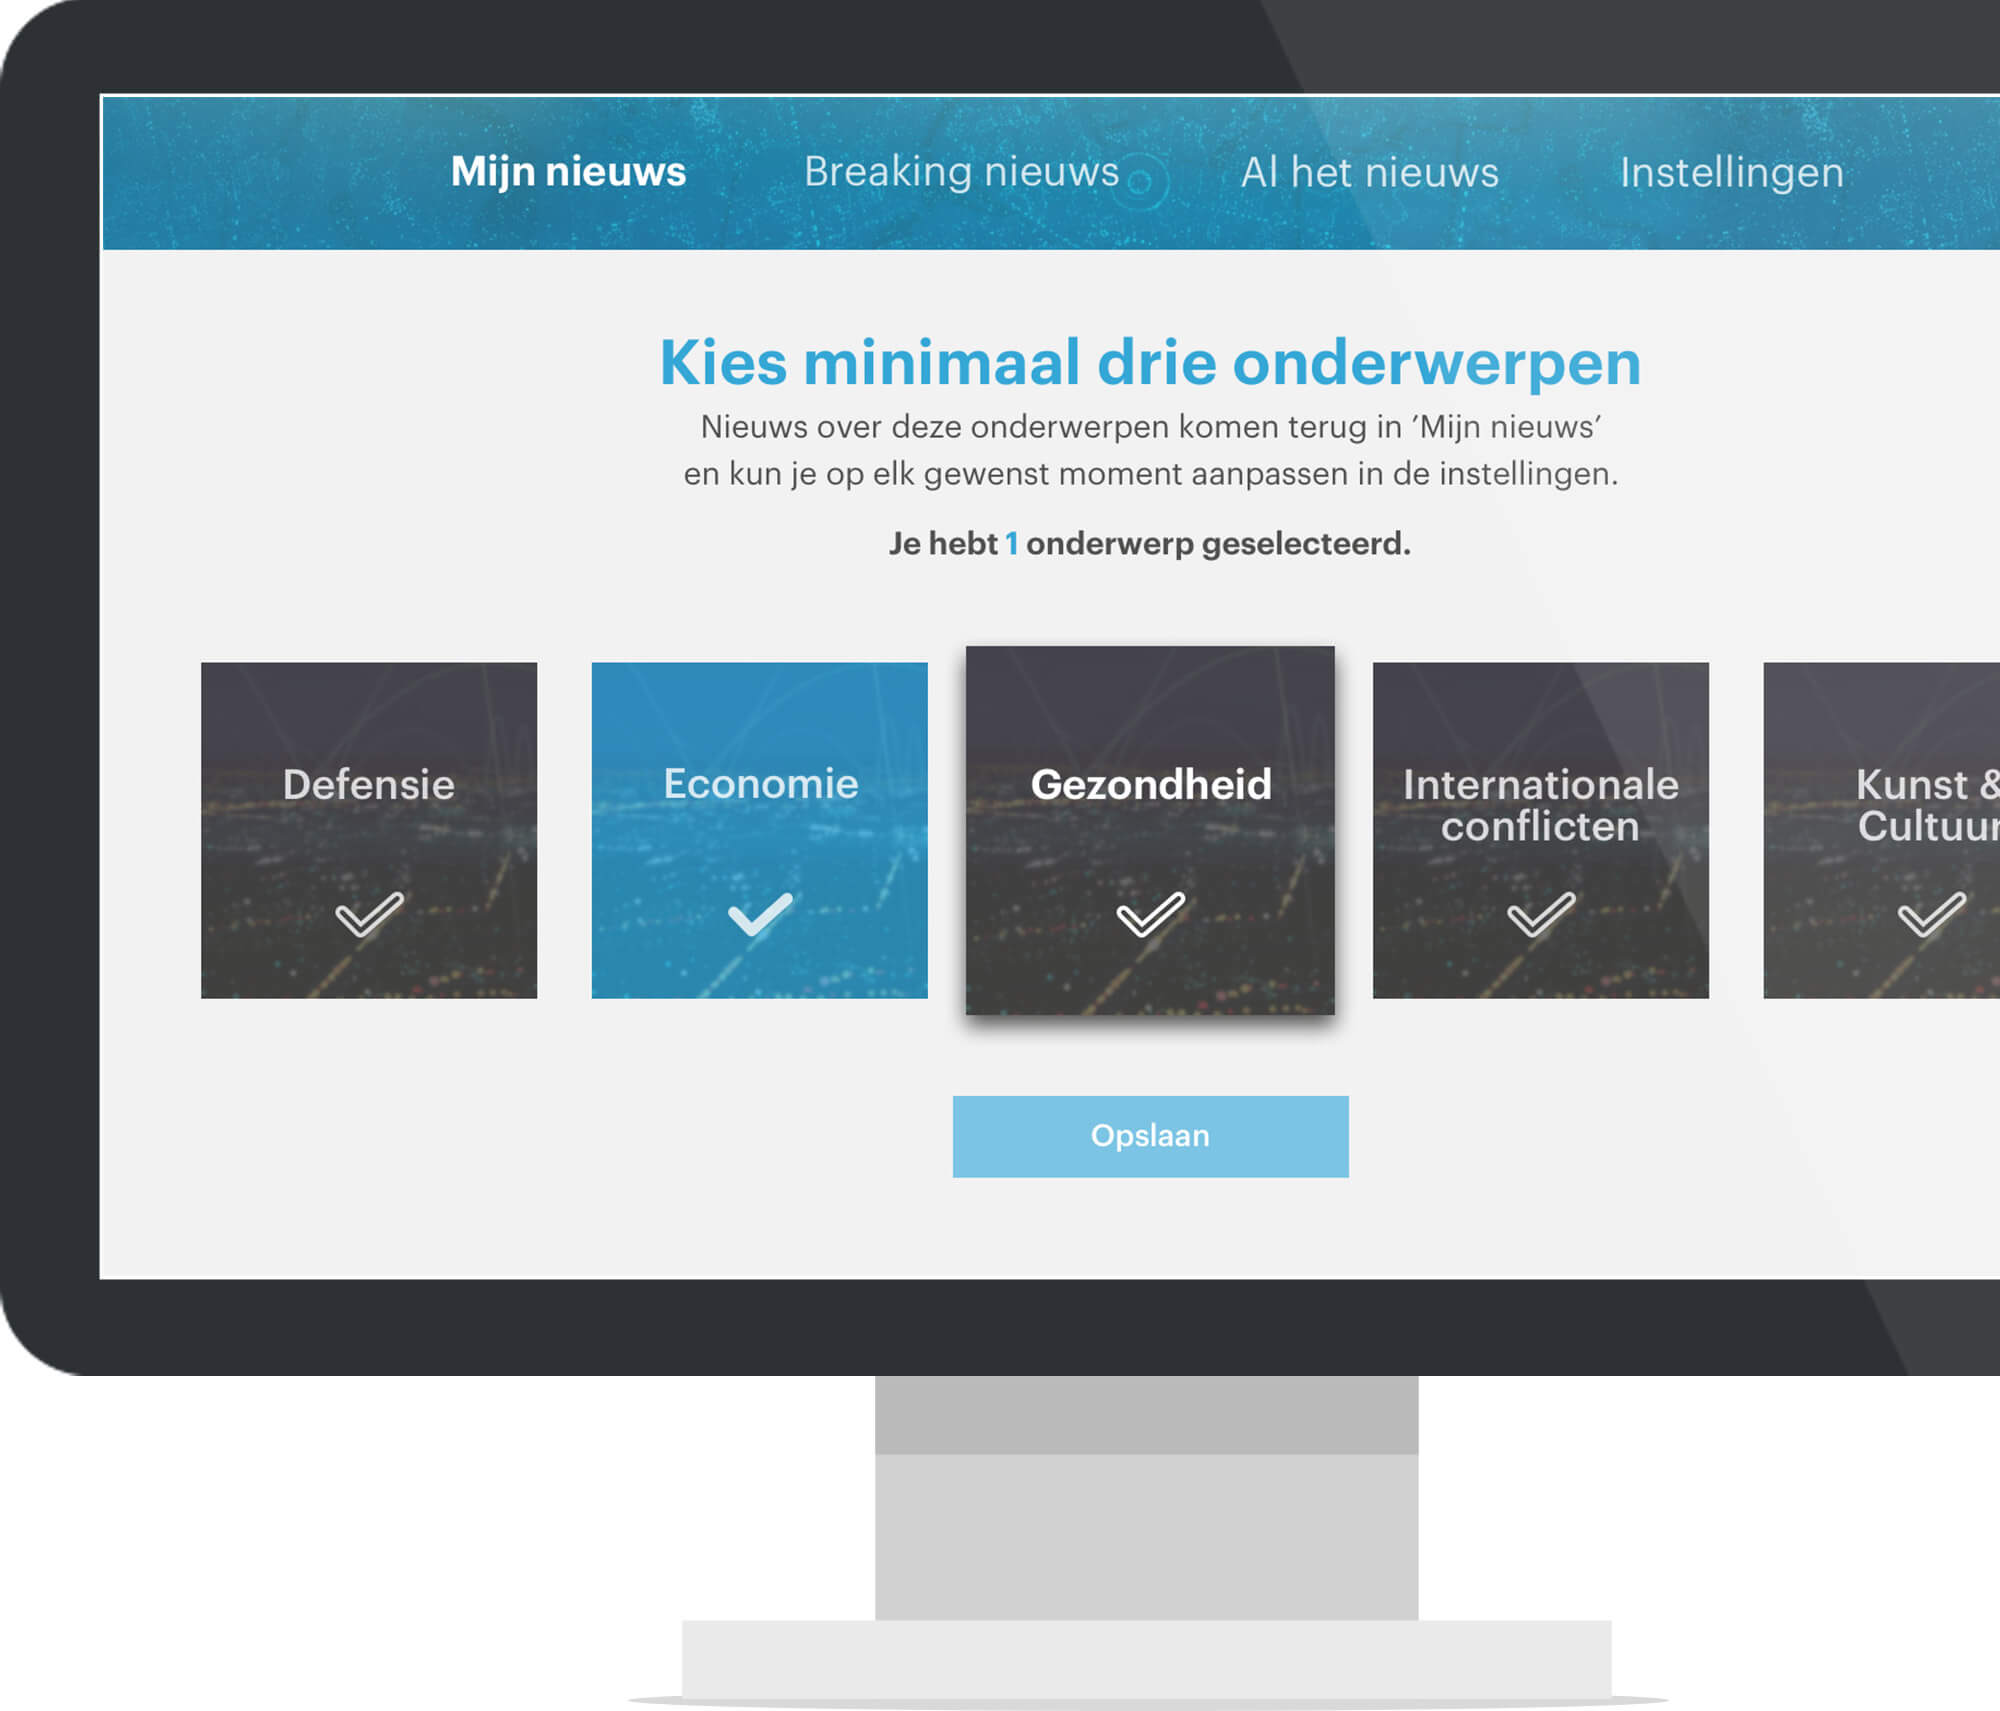 Mijn nieuws Breaking nieuws Al het nieuws Instellingen
Kies minimaal drie onderwerpen
Nieuws over deze onderwerpen komen terug in ’Mijn nieuws’
en kun je op elk gewenst moment aanpassen in de instellingen.
Je hebt 1 onderwerp geselecteerd.
Defensie
Economie
Gezondheid
Internationale
conflicten
Kunst &
Cultuur
Opslaan